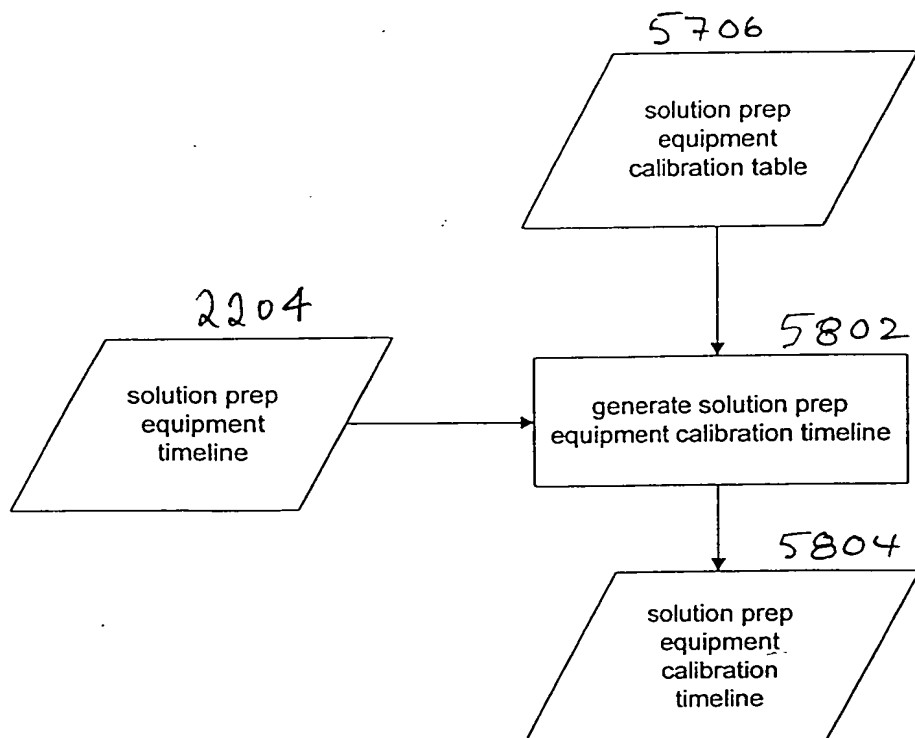 5706
solution prep
equipment
calibration table
2204
solution prep
equipment
timeline
5802
generate solution prep
equipment calibration timeline
5804
solution prep
equipment
calibration
timeline